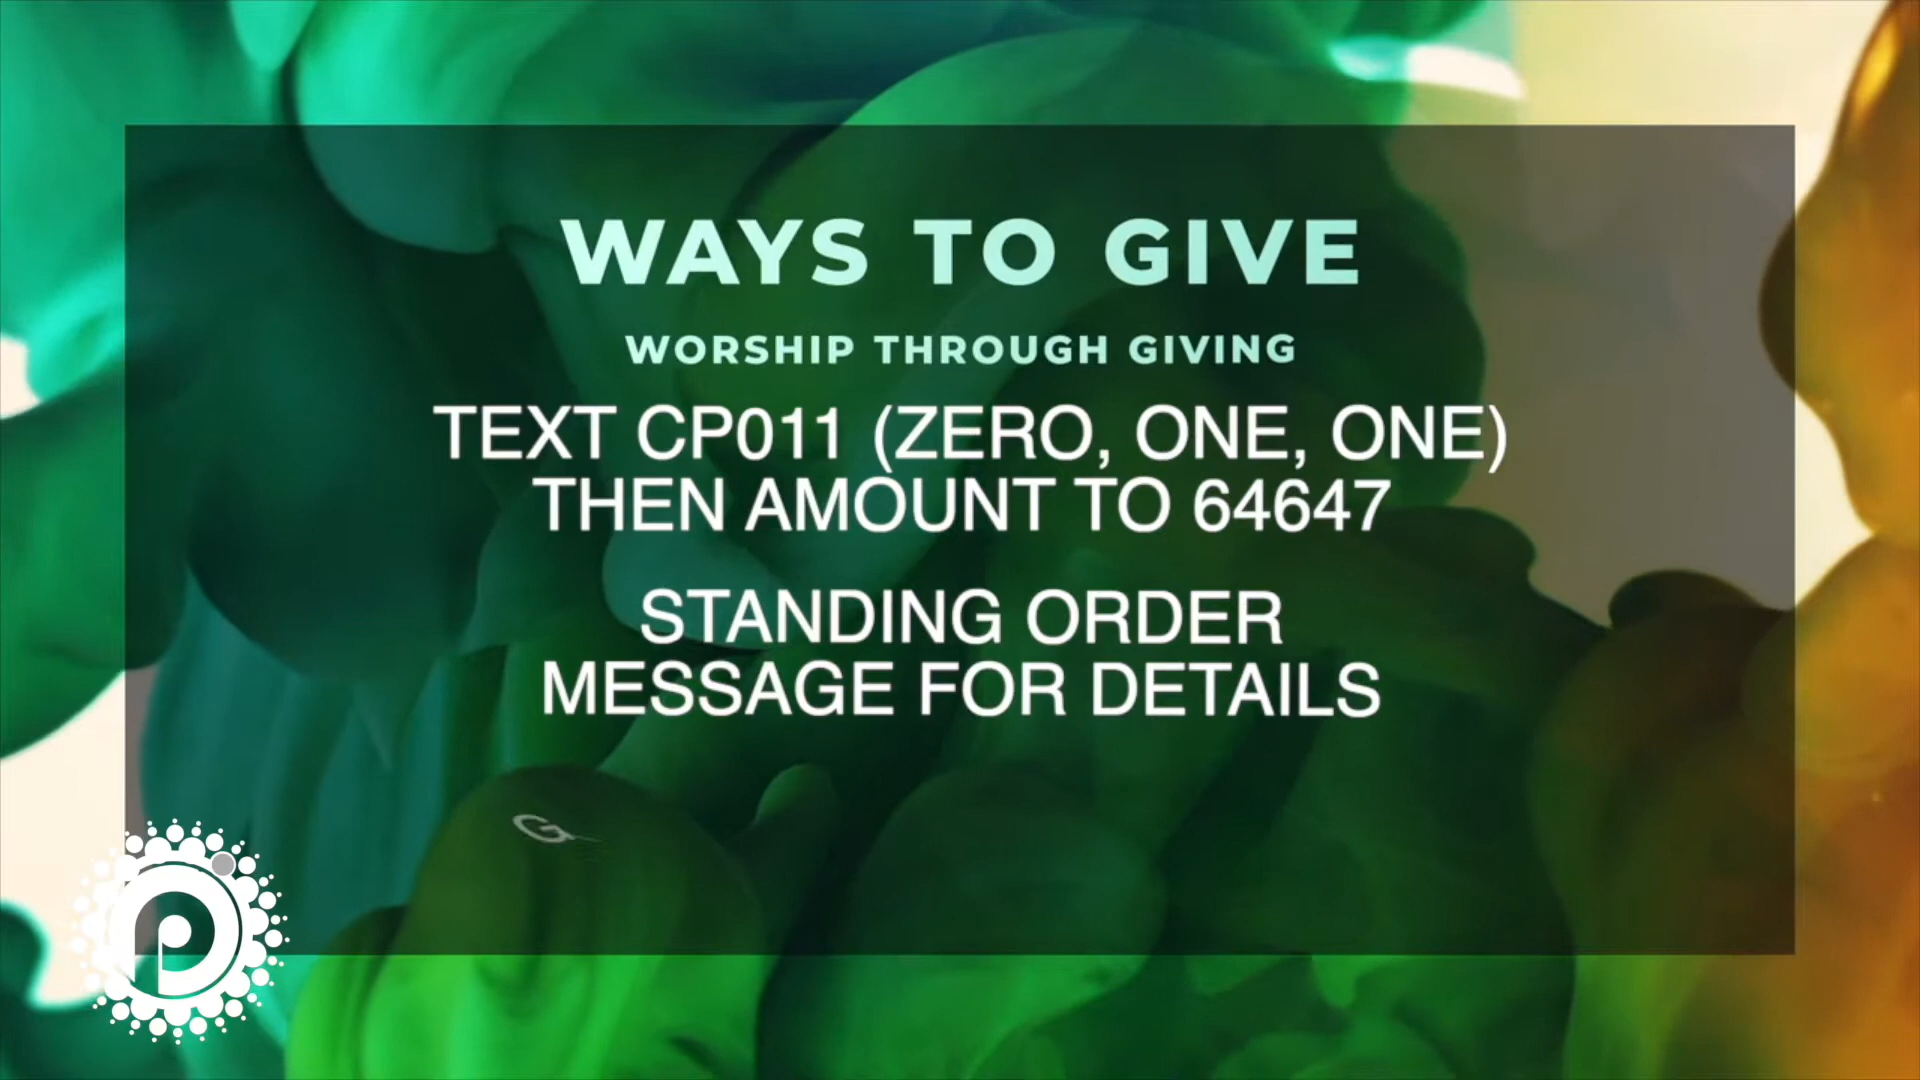 WAYS TO GIVE
WORSHIP THROUGH GIVING
TEXT CP011 (ZERO, ONE, ONE)
THEN AMOUNT TO 64647
STANDING ORDER
MESSAGE FOR DETAILS
G
p